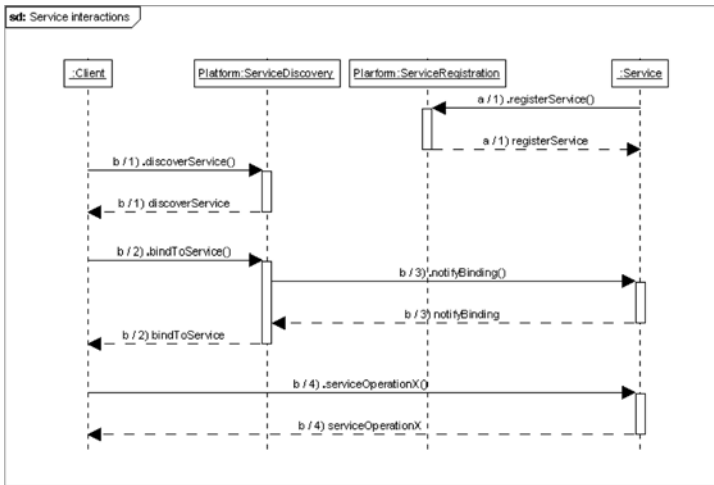 sd: Service interactions
:Client
Platform:ServiceDiscovery
Plarform:ServiceRegistration
:Service
a / 1) .registerService()
a / 1) registerService
b / 1) .discoverService()
b / 1) discoverService
b / 2) .bindToService()
b / 3) .notifyBinding()
b / 3) notifyBinding
b / 2) bindToService
b / 4) .serviceOperationX()
b / 4) serviceOperationX